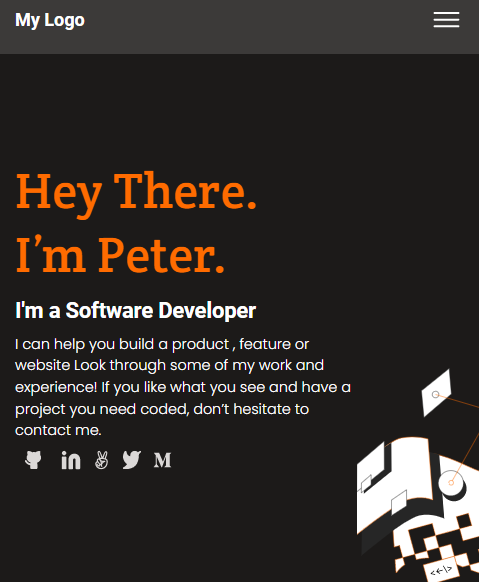 My Logo
Hey There.
I'm Peter.
I'm a Software Developer
I can help you build a product , feature or
website Look through some of my work and
experience! If you like what you see and have a
project you need coded, don't hesitate to
contact me.